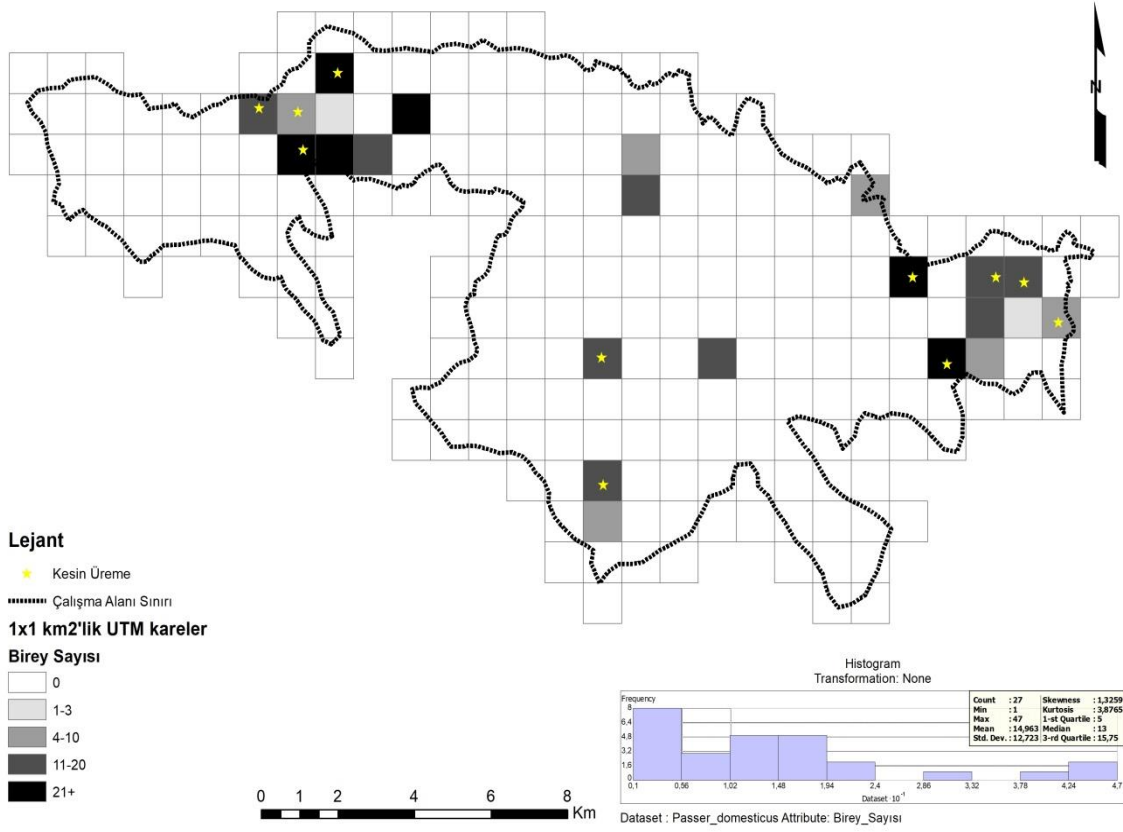 N
Lejant
Kesin Üreme
Çalışma Alanı Sınırı
1x1 km2'lik UTM kareler
Birey Sayısı
0
1-3
4-10
11-20
21+
0 1 2 4 6 8
Km
Histogram
Transformation: None
Frequency
8
6,4
4,8
3,2
1,6
0
0,1 0,56 1,02 1,48 1,94 2,4 2,86 3,32 3,78 4,24 4,7
Dataset · 10⁻¹
Count : 27 Skewness : 1,3259
Min : 1 Kurtosis : 3,8765
Max : 47 1-st Quartile : 5
Mean : 14,963 Median : 13
Std. Dev. : 12,723 3-rd Quartile : 15,75
Dataset : Passer_domesticus Attribute: Birey_Sayısı